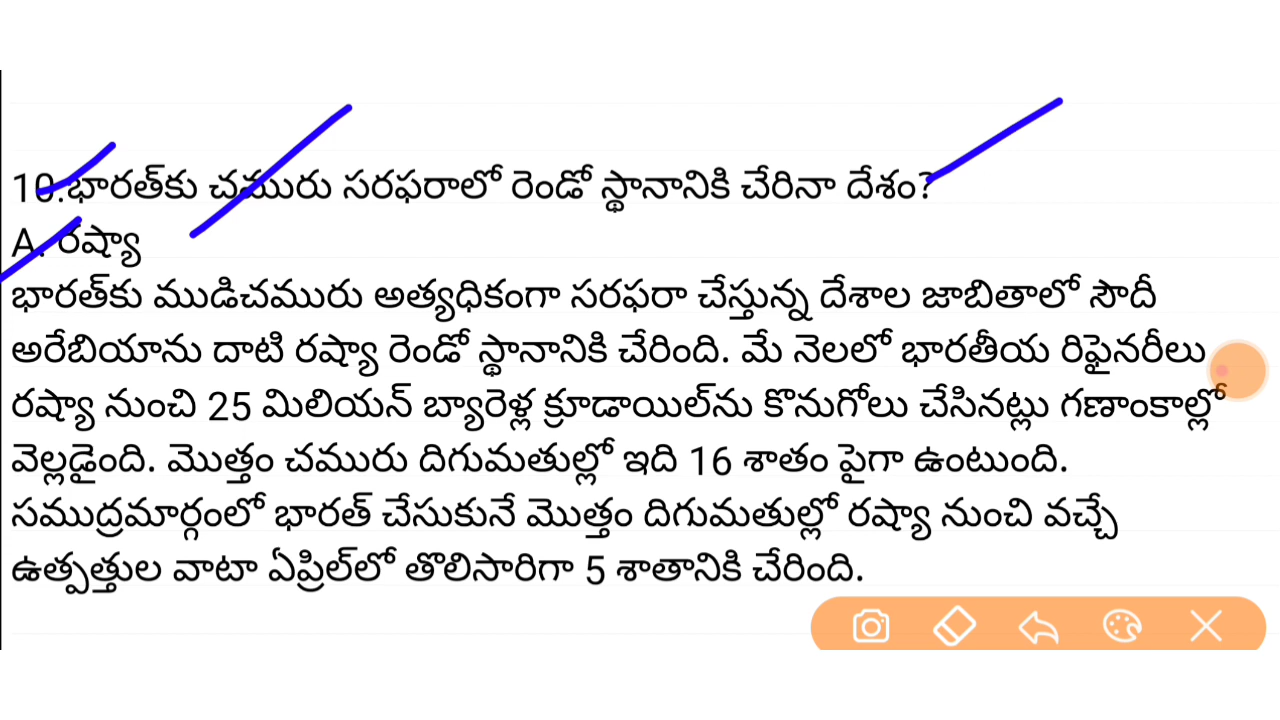 10.భారత్‌కు చమురు సరఫరాలో రెండో స్థానానికి చేరినా దేశం?
A. రష్యా
భారత్‌కు ముడిచమురు అత్యధికంగా సరఫరా చేస్తున్న దేశాల జాబితాలో సౌదీ
అరేబియాను దాటి రష్యా రెండో స్థానానికి చేరింది. మే నెలలో భారతీయ రిఫైనరీలు
రష్యా నుంచి 25 మిలియన్ బ్యారెళ్ల క్రూడాయిల్‌ను కొనుగోలు చేసినట్లు గణాంకాల్లో
వెల్లడైంది. మొత్తం చమురు దిగుమతుల్లో ఇది 16 శాతం పైగా ఉంటుంది.
సముద్రమార్గంలో భారత్ చేసుకునే మొత్తం దిగుమతుల్లో రష్యా నుంచి వచ్చే
ఉత్పత్తుల వాటా ఏప్రిల్‌లో తొలిసారిగా 5 శాతానికి చేరింది.